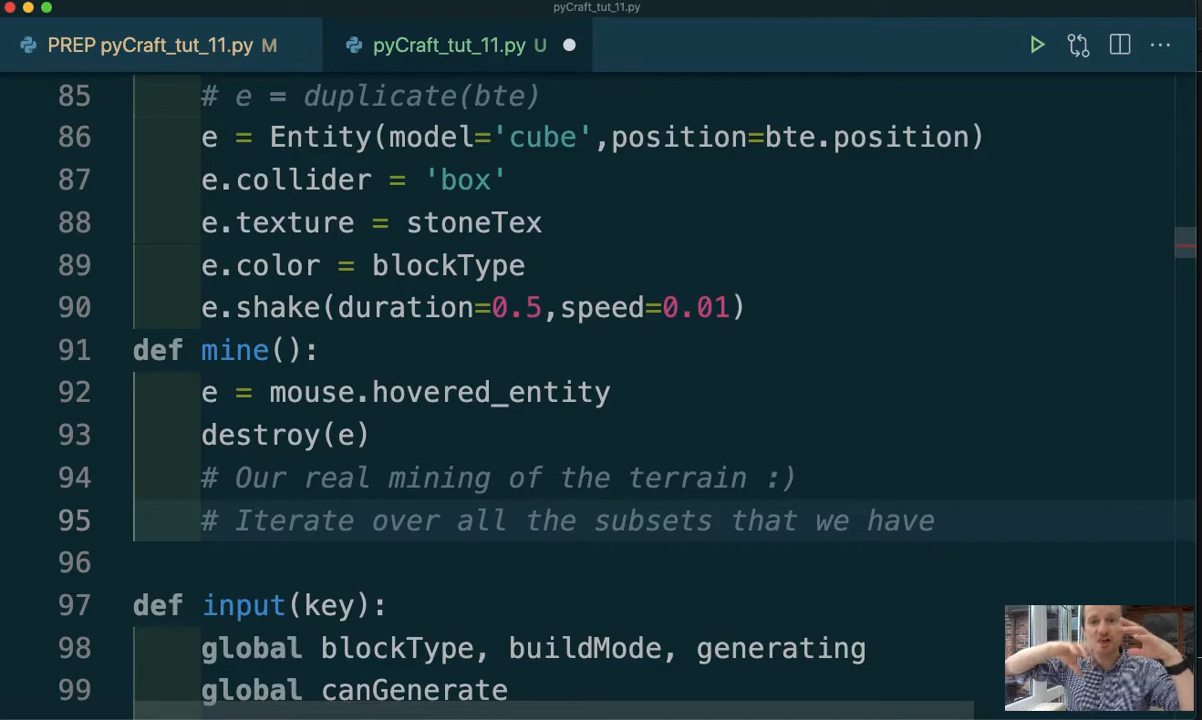 pyCraft_tut_11.py
PREP pyCraft_tut_11.py M
pyCraft_tut_11.py U
85 # e = duplicate(bte)
86 e = Entity(model='cube',position=bte.position)
87 e.collider = 'box'
88 e.texture = stoneTex
89 e.color = blockType
90 e.shake(duration=0.5,speed=0.01)
91 def mine():
92 e = mouse.hovered_entity
93 destroy(e)
94 # Our real mining of the terrain :)
95 # Iterate over all the subsets that we have
96
97 def input(key):
98 global blockType, buildMode, generating
99 global canGenerate